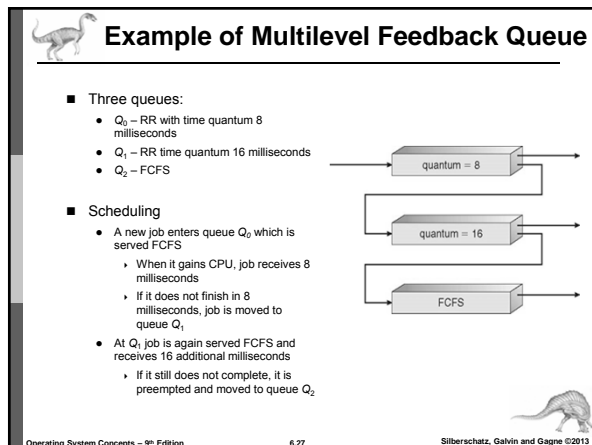 Example of Multilevel Feedback Queue
■ Three queues:
● Q₀ – RR with time quantum 8
milliseconds
● Q₁ – RR time quantum 16 milliseconds
● Q₂ – FCFS
■ Scheduling
● A new job enters queue Q₀ which is
served FCFS
▸ When it gains CPU, job receives 8
milliseconds
▸ If it does not finish in 8
milliseconds, job is moved to
queue Q₁
● At Q₁ job is again served FCFS and
receives 16 additional milliseconds
▸ If it still does not complete, it is
preempted and moved to queue Q₂
quantum = 8
quantum = 16
FCFS
Operating System Concepts – 9th Edition
6.27
Silberschatz, Galvin and Gagne ©2013